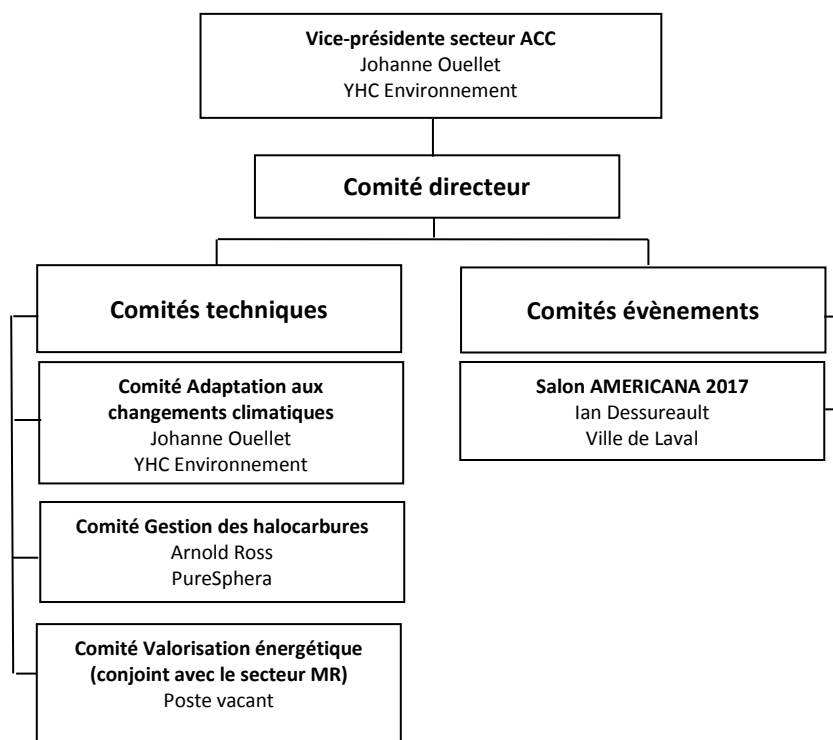 Vice-présidente secteur ACC
Johanne Ouellet
YHC Environnement
Comité directeur
Comités techniques
Comité Adaptation aux
changements climatiques
Johanne Ouellet
YHC Environnement
Comité Gestion des halocarbures
Arnold Ross
PureSphera
Comité Valorisation énergétique
(conjoint avec le secteur MR)
Poste vacant
Comités évènements
Salon AMERICANA 2017
Ian Dessureault
Ville de Laval